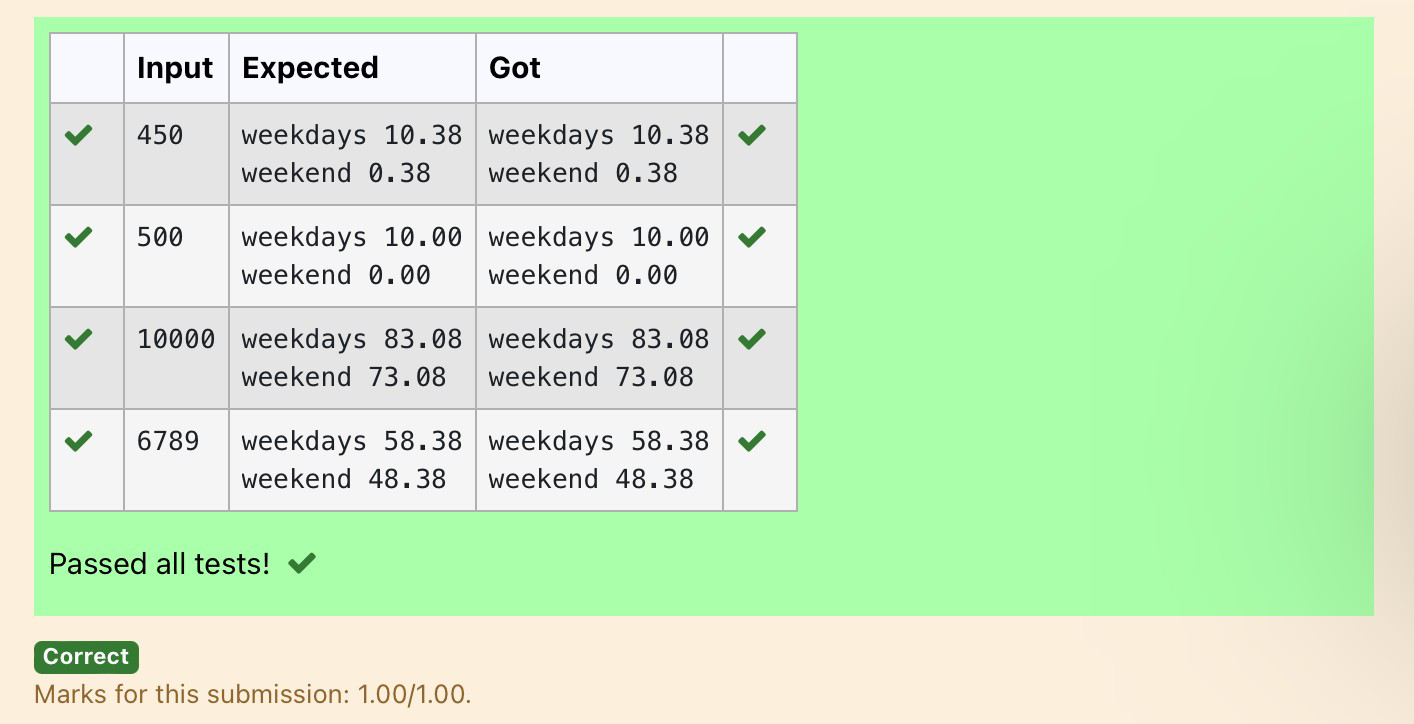 Input Expected Got
450 weekdays 10.38 weekdays 10.38
weekend 0.38 weekend 0.38
500 weekdays 10.00 weekdays 10.00
weekend 0.00 weekend 0.00
10000 weekdays 83.08 weekdays 83.08
weekend 73.08 weekend 73.08
6789 weekdays 58.38 weekdays 58.38
weekend 48.38 weekend 48.38
Passed all tests!
Correct
Marks for this submission: 1.00/1.00.